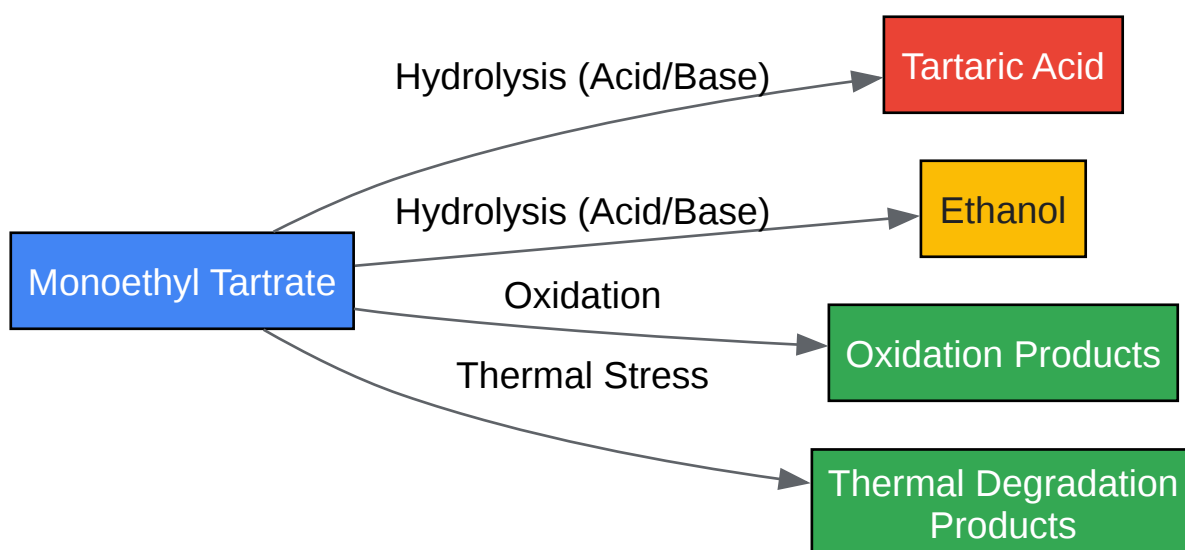 Hydrolysis (Acid/Base)
Tartaric Acid
Hydrolysis (Acid/Base)
Ethanol
Monoethyl Tartrate
Oxidation
Oxidation Products
Thermal Stress
Thermal Degradation
Products